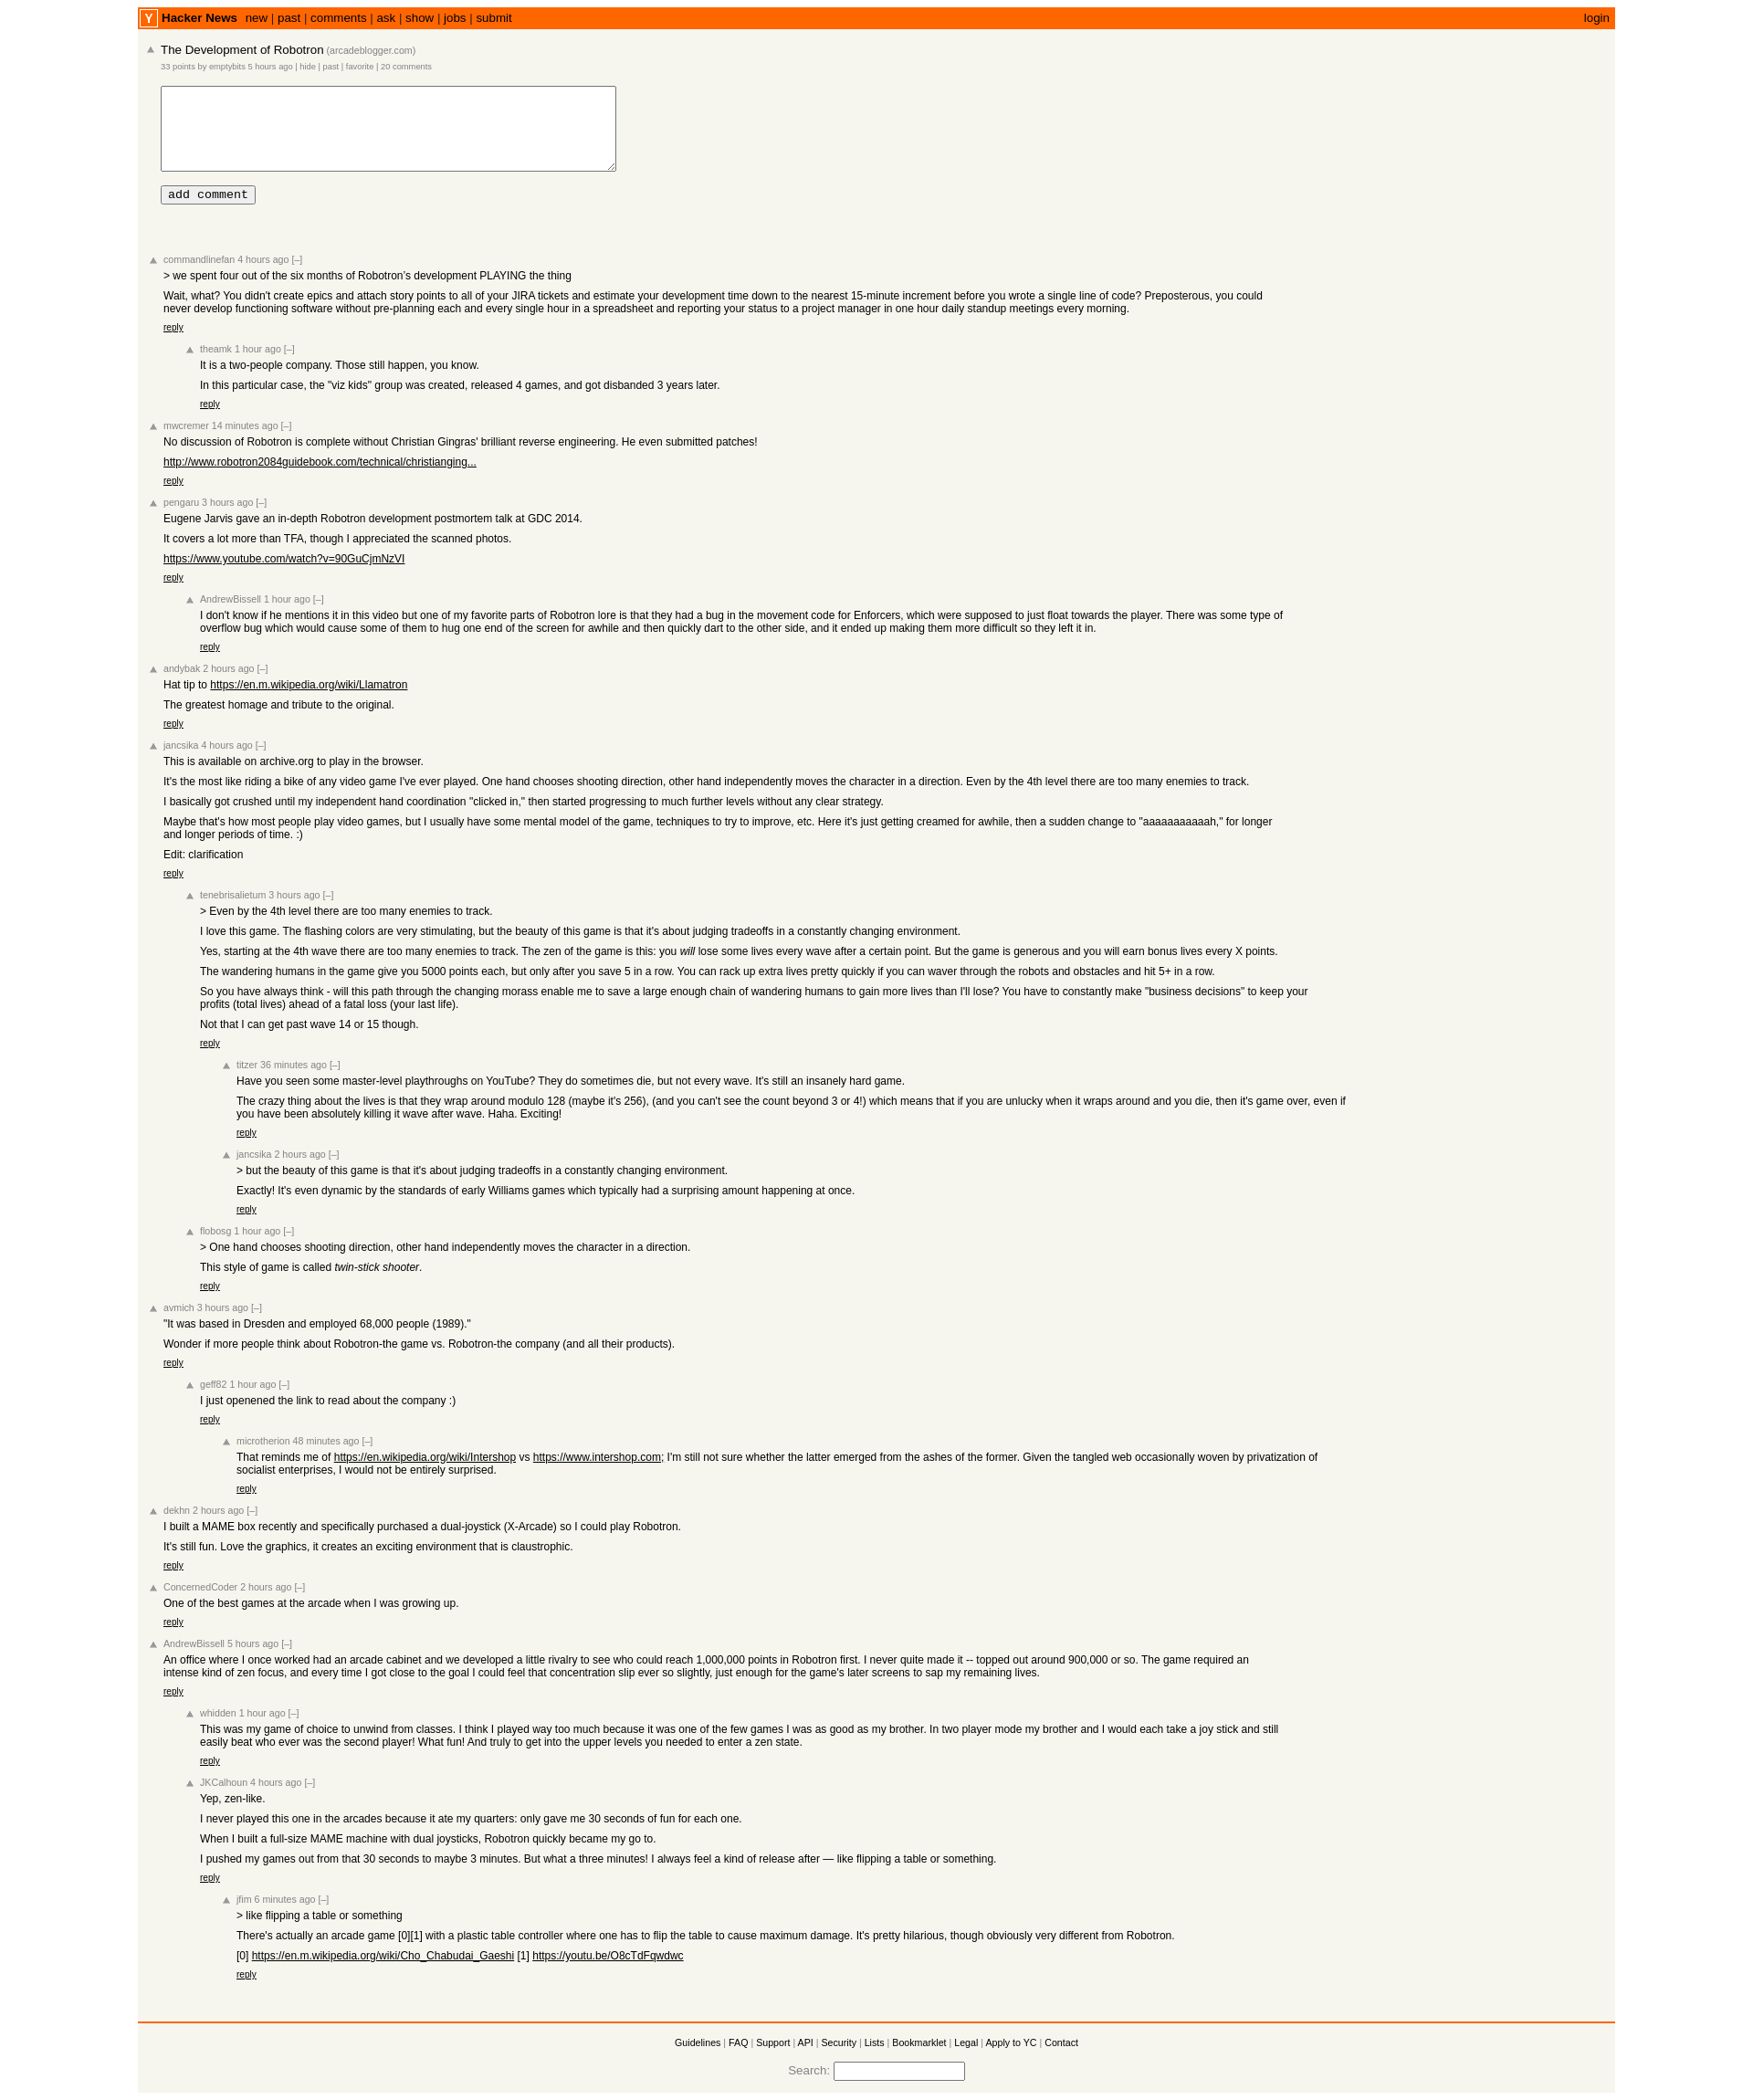 Y Hacker News new | past | comments | ask | show | jobs | submit login
The Development of Robotron (arcadeblogger.com)
33 points by emptybits 5 hours ago | hide | past | favorite | 20 comments
add comment
commandlinefan 4 hours ago [–]
> we spent four out of the six months of Robotron's development PLAYING the thing
Wait, what? You didn't create epics and attach story points to all of your JIRA tickets and estimate your development time down to the nearest 15-minute increment before you wrote a single line of code? Preposterous, you could
never develop functioning software without pre-planning each and every single hour in a spreadsheet and reporting your status to a project manager in one hour daily standup meetings every morning.
reply
theamk 1 hour ago [–]
It is a two-people company. Those still happen, you know.
In this particular case, the "viz kids" group was created, released 4 games, and got disbanded 3 years later.
reply
mwcremer 14 minutes ago [–]
No discussion of Robotron is complete without Christian Gingras' brilliant reverse engineering. He even submitted patches!
http://www.robotron2084guidebook.com/technical/christianging...
reply
pengaru 3 hours ago [–]
Eugene Jarvis gave an in-depth Robotron development postmortem talk at GDC 2014.
It covers a lot more than TFA, though I appreciated the scanned photos.
https://www.youtube.com/watch?v=90GuCjmNzVI
reply
AndrewBissell 1 hour ago [–]
I don't know if he mentions it in this video but one of my favorite parts of Robotron lore is that they had a bug in the movement code for Enforcers, which were supposed to just float towards the player. There was some type of
overflow bug which would cause some of them to hug one end of the screen for awhile and then quickly dart to the other side, and it ended up making them more difficult so they left it in.
reply
andybak 2 hours ago [–]
Hat tip to https://en.m.wikipedia.org/wiki/Llamatron
The greatest homage and tribute to the original.
reply
jancsika 4 hours ago [–]
This is available on archive.org to play in the browser.
It's the most like riding a bike of any video game I've ever played. One hand chooses shooting direction, other hand independently moves the character in a direction. Even by the 4th level there are too many enemies to track.
I basically got crushed until my independent hand coordination "clicked in," then started progressing to much further levels without any clear strategy.
Maybe that's how most people play video games, but I usually have some mental model of the game, techniques to try to improve, etc. Here it's just getting creamed for awhile, then a sudden change to "aaaaaaaaaaah," for longer
and longer periods of time. :)
Edit: clarification
reply
tenebrisalietum 3 hours ago [–]
> Even by the 4th level there are too many enemies to track.
I love this game. The flashing colors are very stimulating, but the beauty of this game is that it's about judging tradeoffs in a constantly changing environment.
Yes, starting at the 4th wave there are too many enemies to track. The zen of the game is this: you will lose some lives every wave after a certain point. But the game is generous and you will earn bonus lives every X points.
The wandering humans in the game give you 5000 points each, but only after you save 5 in a row. You can rack up extra lives pretty quickly if you can waver through the robots and obstacles and hit 5+ in a row.
So you have always think - will this path through the changing morass enable me to save a large enough chain of wandering humans to gain more lives than I'll lose? You have to constantly make "business decisions" to keep your
profits (total lives) ahead of a fatal loss (your last life).
Not that I can get past wave 14 or 15 though.
reply
titzer 36 minutes ago [–]
Have you seen some master-level playthroughs on YouTube? They do sometimes die, but not every wave. It's still an insanely hard game.
The crazy thing about the lives is that they wrap around modulo 128 (maybe it's 256), (and you can't see the count beyond 3 or 4!) which means that if you are unlucky when it wraps around and you die, then it's game over, even if
you have been absolutely killing it wave after wave. Haha. Exciting!
reply
jancsika 2 hours ago [–]
> but the beauty of this game is that it's about judging tradeoffs in a constantly changing environment.
Exactly! It's even dynamic by the standards of early Williams games which typically had a surprising amount happening at once.
reply
flobosg 1 hour ago [–]
> One hand chooses shooting direction, other hand independently moves the character in a direction.
This style of game is called twin-stick shooter.
reply
avmich 3 hours ago [–]
"It was based in Dresden and employed 68,000 people (1989)."
Wonder if more people think about Robotron-the game vs. Robotron-the company (and all their products).
reply
geff82 1 hour ago [–]
I just openened the link to read about the company :)
reply
microtherion 48 minutes ago [–]
That reminds me of https://en.wikipedia.org/wiki/Intershop vs https://www.intershop.com; I'm still not sure whether the latter emerged from the ashes of the former. Given the tangled web occasionally woven by privatization of
socialist enterprises, I would not be entirely surprised.
reply
dekhn 2 hours ago [–]
I built a MAME box recently and specifically purchased a dual-joystick (X-Arcade) so I could play Robotron.
It's still fun. Love the graphics, it creates an exciting environment that is claustrophic.
reply
ConcernedCoder 2 hours ago [–]
One of the best games at the arcade when I was growing up.
reply
AndrewBissell 5 hours ago [–]
An office where I once worked had an arcade cabinet and we developed a little rivalry to see who could reach 1,000,000 points in Robotron first. I never quite made it -- topped out around 900,000 or so. The game required an
intense kind of zen focus, and every time I got close to the goal I could feel that concentration slip ever so slightly, just enough for the game's later screens to sap my remaining lives.
reply
whidden 1 hour ago [–]
This was my game of choice to unwind from classes. I think I played way too much because it was one of the few games I was as good as my brother. In two player mode my brother and I would each take a joy stick and still
easily beat who ever was the second player! What fun! And truly to get into the upper levels you needed to enter a zen state.
reply
JKCalhoun 4 hours ago [–]
Yep, zen-like.
I never played this one in the arcades because it ate my quarters: only gave me 30 seconds of fun for each one.
When I built a full-size MAME machine with dual joysticks, Robotron quickly became my go to.
I pushed my games out from that 30 seconds to maybe 3 minutes. But what a three minutes! I always feel a kind of release after — like flipping a table or something.
reply
jfim 6 minutes ago [–]
> like flipping a table or something
There's actually an arcade game [0][1] with a plastic table controller where one has to flip the table to cause maximum damage. It's pretty hilarious, though obviously very different from Robotron.
[0] https://en.m.wikipedia.org/wiki/Cho_Chabudai_Gaeshi [1] https://youtu.be/O8cTdFqwdwc
reply
Guidelines | FAQ | Support | API | Security | Lists | Bookmarklet | Legal | Apply to YC | Contact
Search: